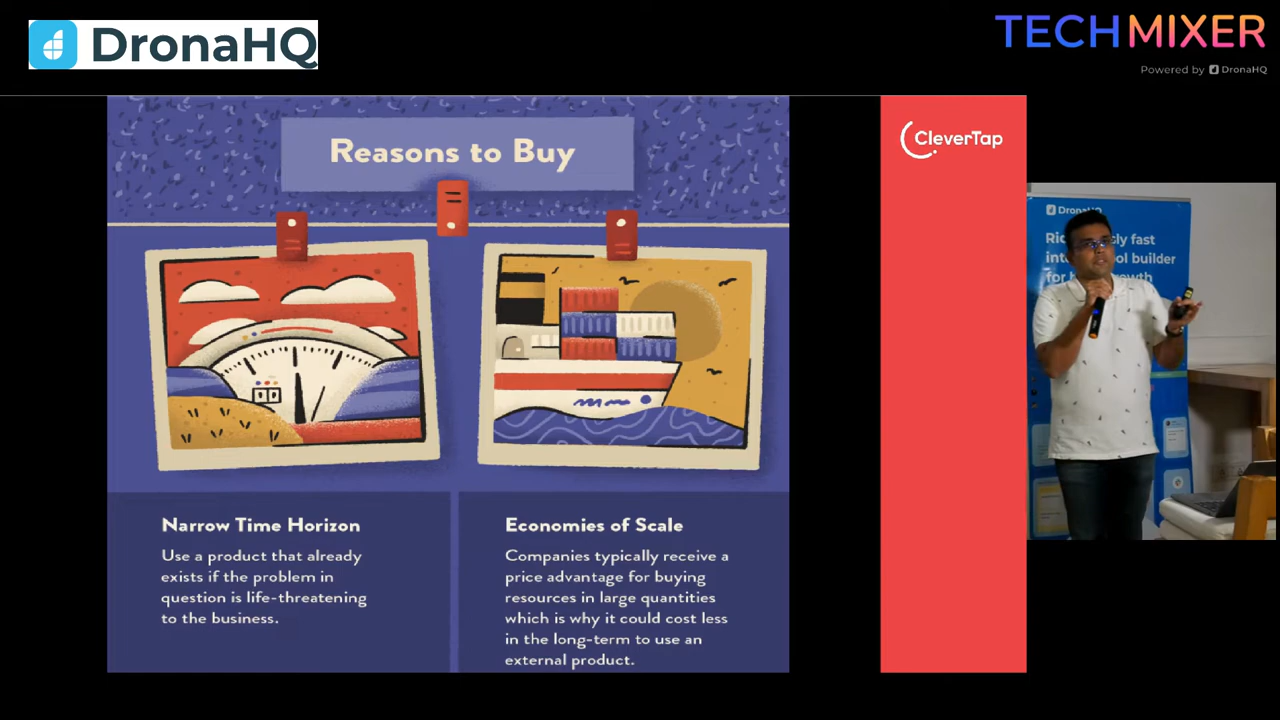 DronaHQ
TECHMIXER
Powered by DronaHQ
Reasons to Buy
CleverTap
DronaHQ
fast
builder
Narrow Time Horizon
Use a product that already
exists if the problem in
question is life-threatening
to the business.
Economies of Scale
Companies typically receive a
price advantage for buying
resources in large quantities
which is why it could cost less
in the long-term to use an
external product.